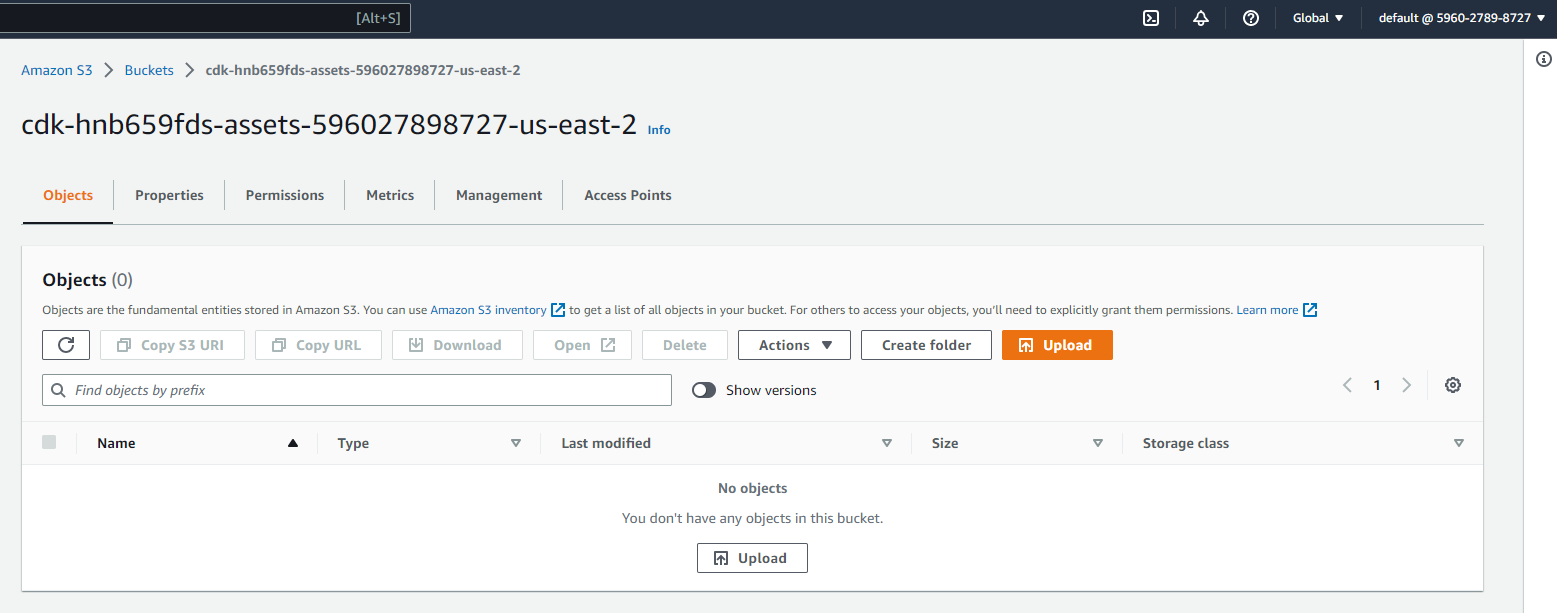 [Alt+S] Global default @ 5960-2789-8727
Amazon S3 Buckets cdk-hnb659fds-assets-596027898727-us-east-2
cdk-hnb659fds-assets-596027898727-us-east-2 Info
Objects Properties Permissions Metrics Management Access Points
Objects (0)
Objects are the fundamental entities stored in Amazon S3. You can use Amazon S3 inventory to get a list of all objects in your bucket. For others to access your objects, you'll need to explicitly grant them permissions. Learn more
Copy S3 URI Copy URL Download Open Delete Actions Create folder Upload
Find objects by prefix Show versions 1
Name Type Last modified Size Storage class
No objects
You don't have any objects in this bucket.
Upload